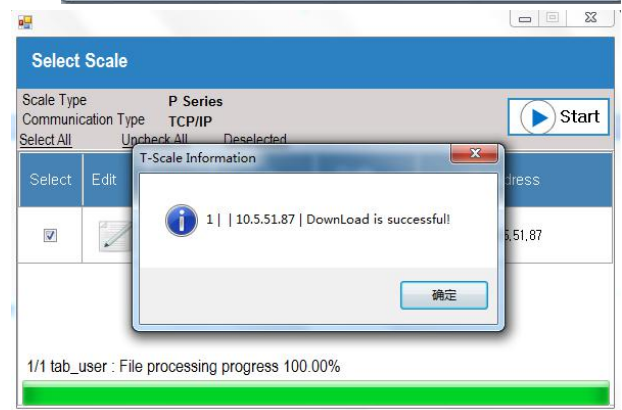 Select Scale
Scale Type P Series
Communication Type TCP/IP
Start
Select All Uncheck All Deselected
T-Scale Information
Select Edit dress
1 | | 10.5.51.87 | DownLoad is successful!
5,51,87
确定
1/1 tab_user : File processing progress 100.00%